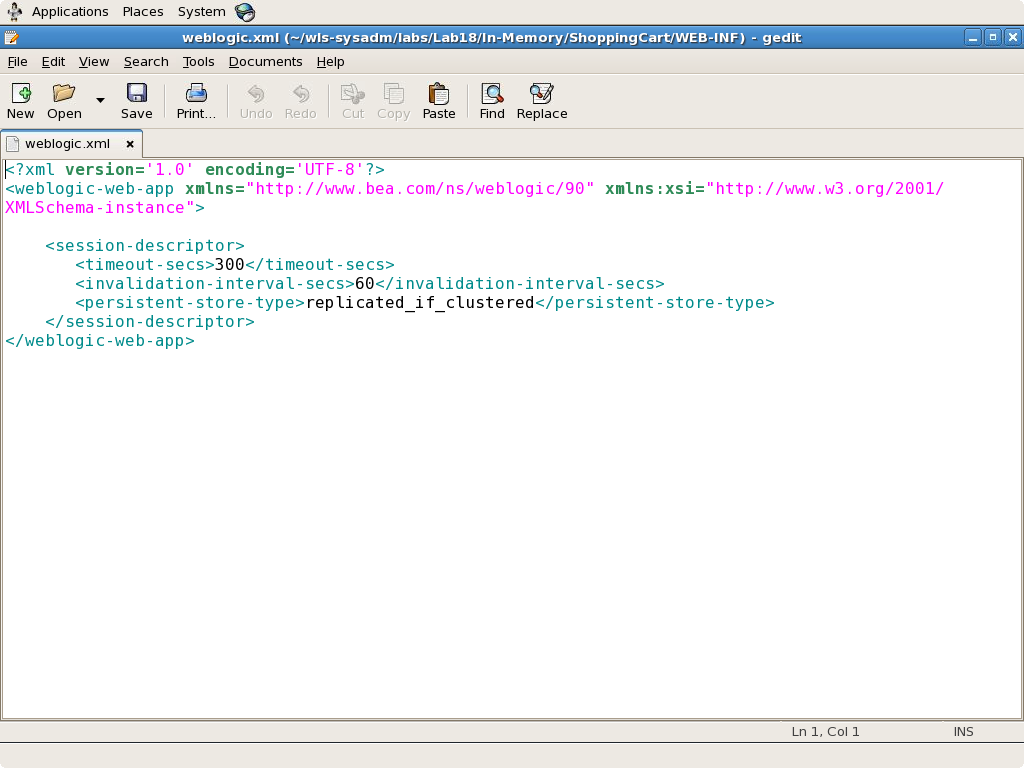 Applications Places System
weblogic.xml (~/wls-sysadm/labs/Lab18/In-Memory/ShoppingCart/WEB-INF) - gedit
File Edit View Search Tools Documents Help
New Open Save Print... Undo Redo Cut Copy Paste Find Replace
weblogic.xml
<?xml version='1.0' encoding='UTF-8'?>
<weblogic-web-app xmlns="http://www.bea.com/ns/weblogic/90" xmlns:xsi="http://www.w3.org/2001/
XMLSchema-instance">
    <session-descriptor>
       <timeout-secs>300</timeout-secs>
       <invalidation-interval-secs>60</invalidation-interval-secs>
       <persistent-store-type>replicated_if_clustered</persistent-store-type>
    </session-descriptor>
</weblogic-web-app>
Ln 1, Col 1 INS